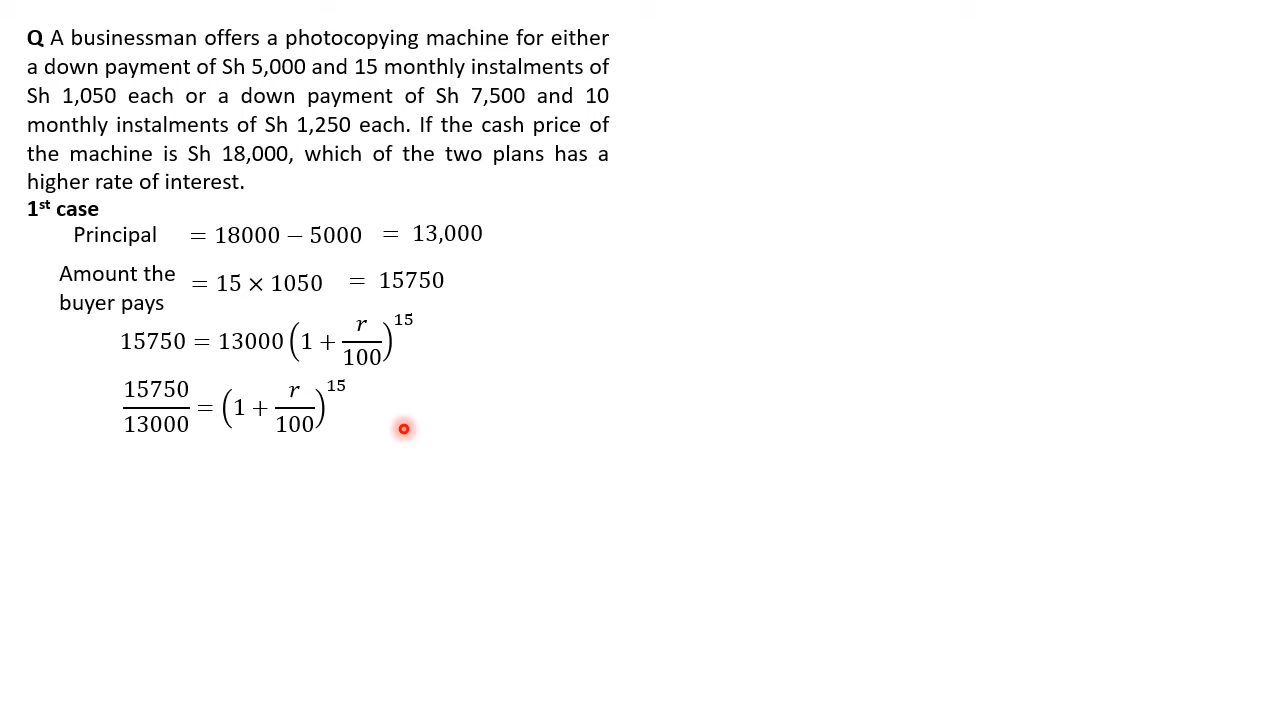 Q A businessman offers a photocopying machine for either
a down payment of Sh 5,000 and 15 monthly instalments of
Sh 1,050 each or a down payment of Sh 7,500 and 10
monthly instalments of Sh 1,250 each. If the cash price of
the machine is Sh 18,000, which of the two plans has a
higher rate of interest.
1st case
Principal = 18000 − 5000 = 13,000
Amount the buyer pays = 15 × 1050 = 15750
15750 = 13000 (1 + r/100)^15
15750/13000 = (1 + r/100)^15